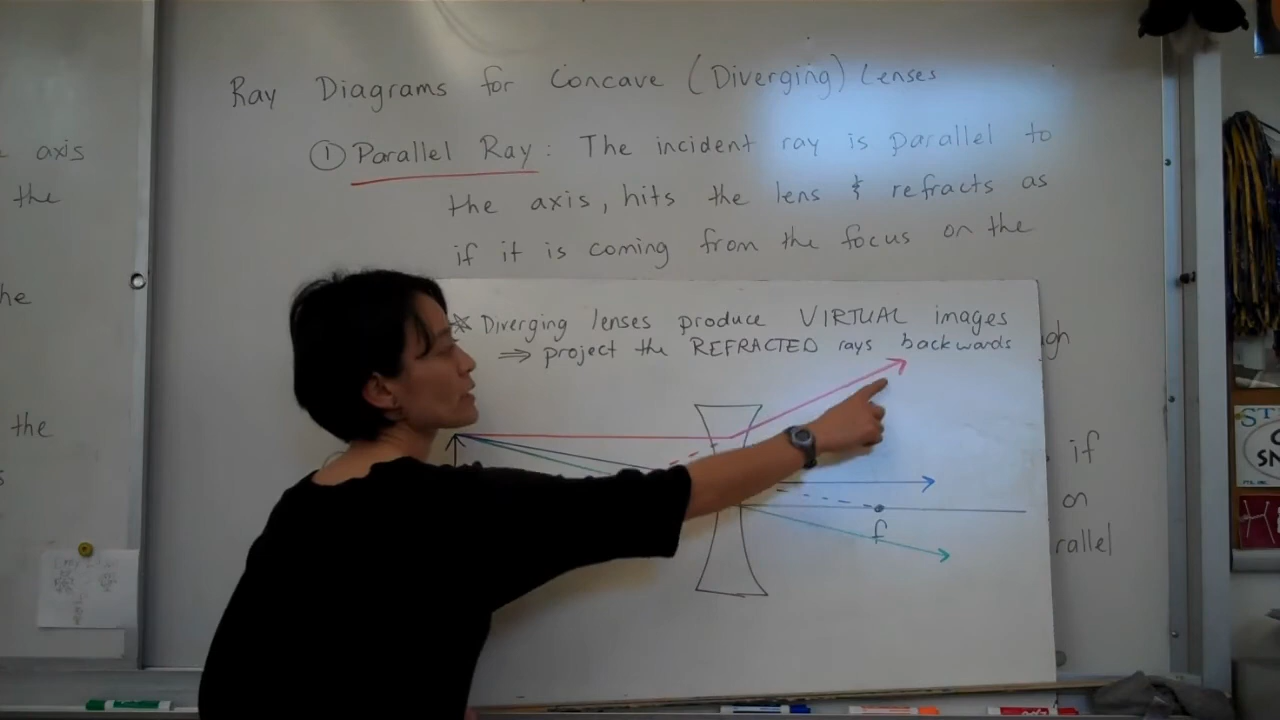 Ray Diagrams for Concave (Diverging) Lenses
① Parallel Ray: The incident ray is parallel to
the axis, hits the lens & refracts as
if it is coming from the focus on the
* Diverging lenses produce VIRTUAL images
⇒ project the REFRACTED rays backwards
f
axis
the
the
if
on